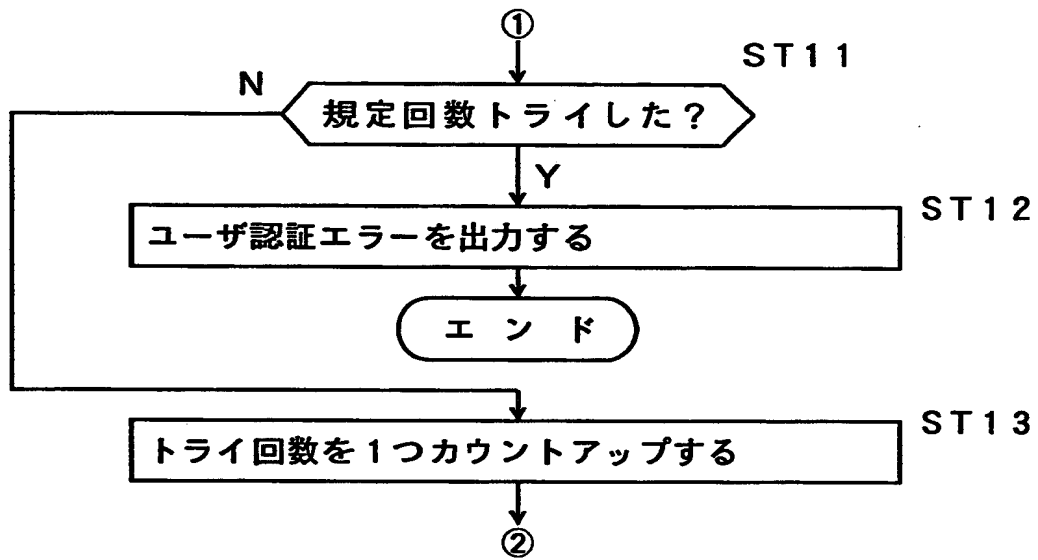 ①
ST11
N
規定回数トライした？
Y
ST12
ユーザ認証エラーを出力する
エンド
ST13
トライ回数を1つカウントアップする
②